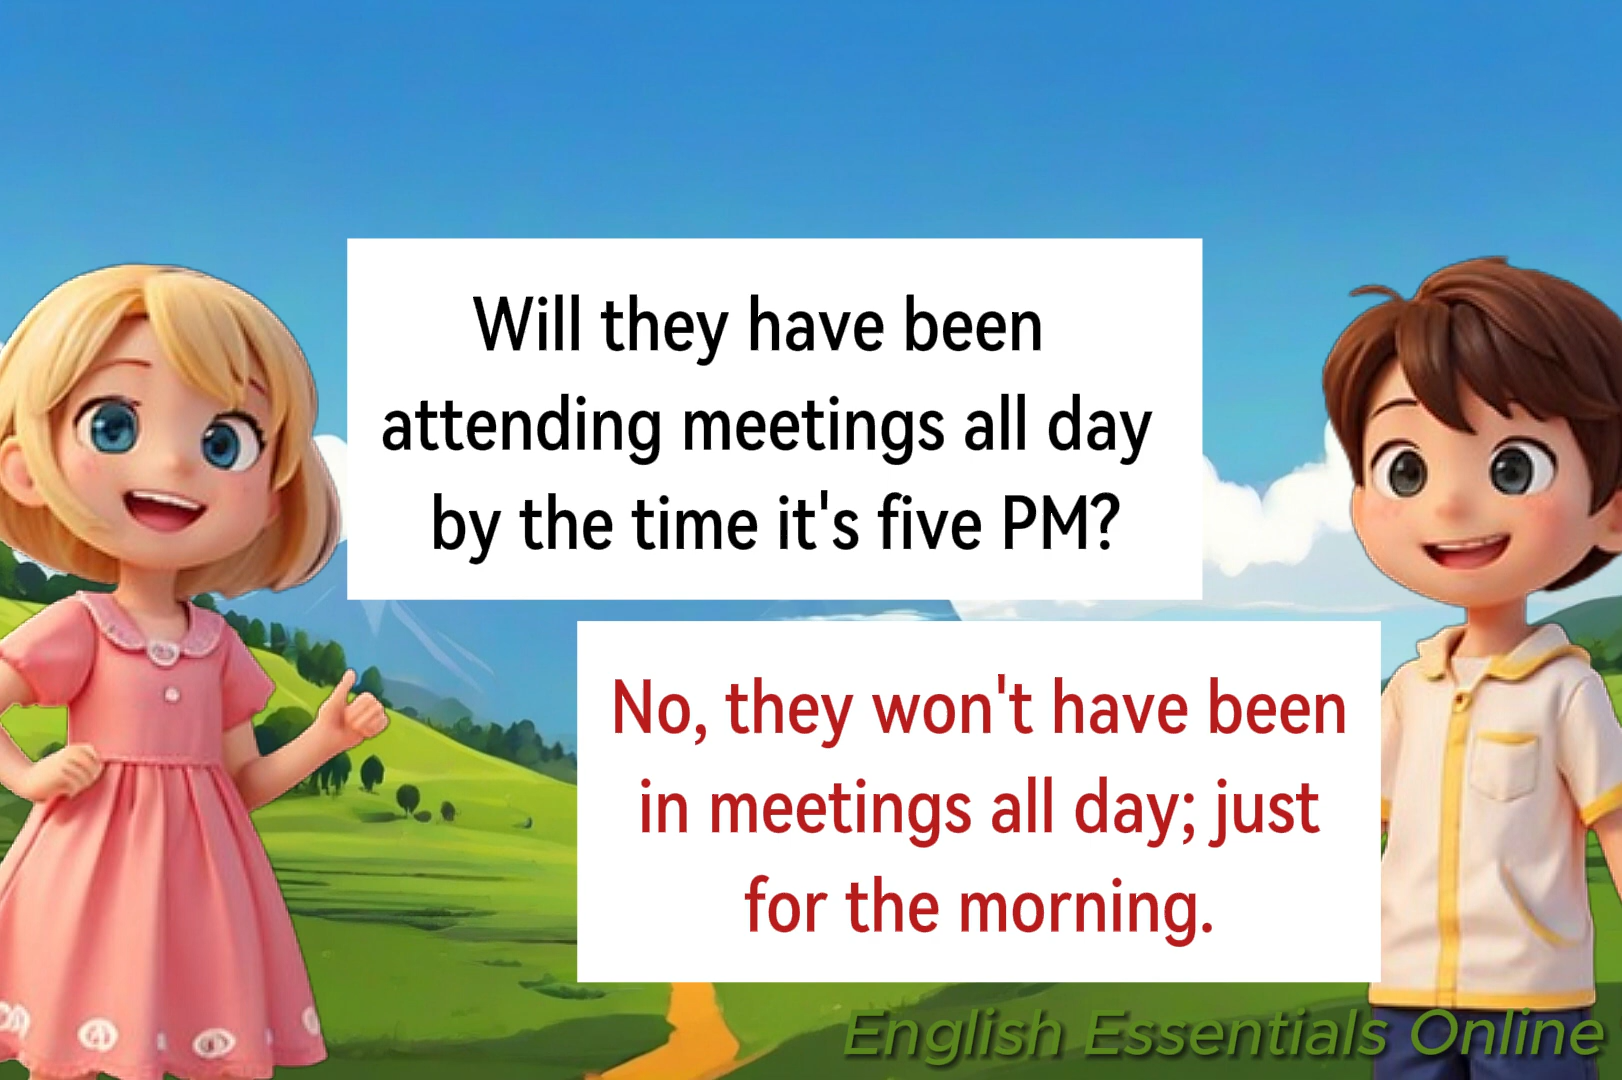 Will they have been
attending meetings all day
by the time it's five PM?
No, they won't have been
in meetings all day; just
for the morning.
English Essentials Online